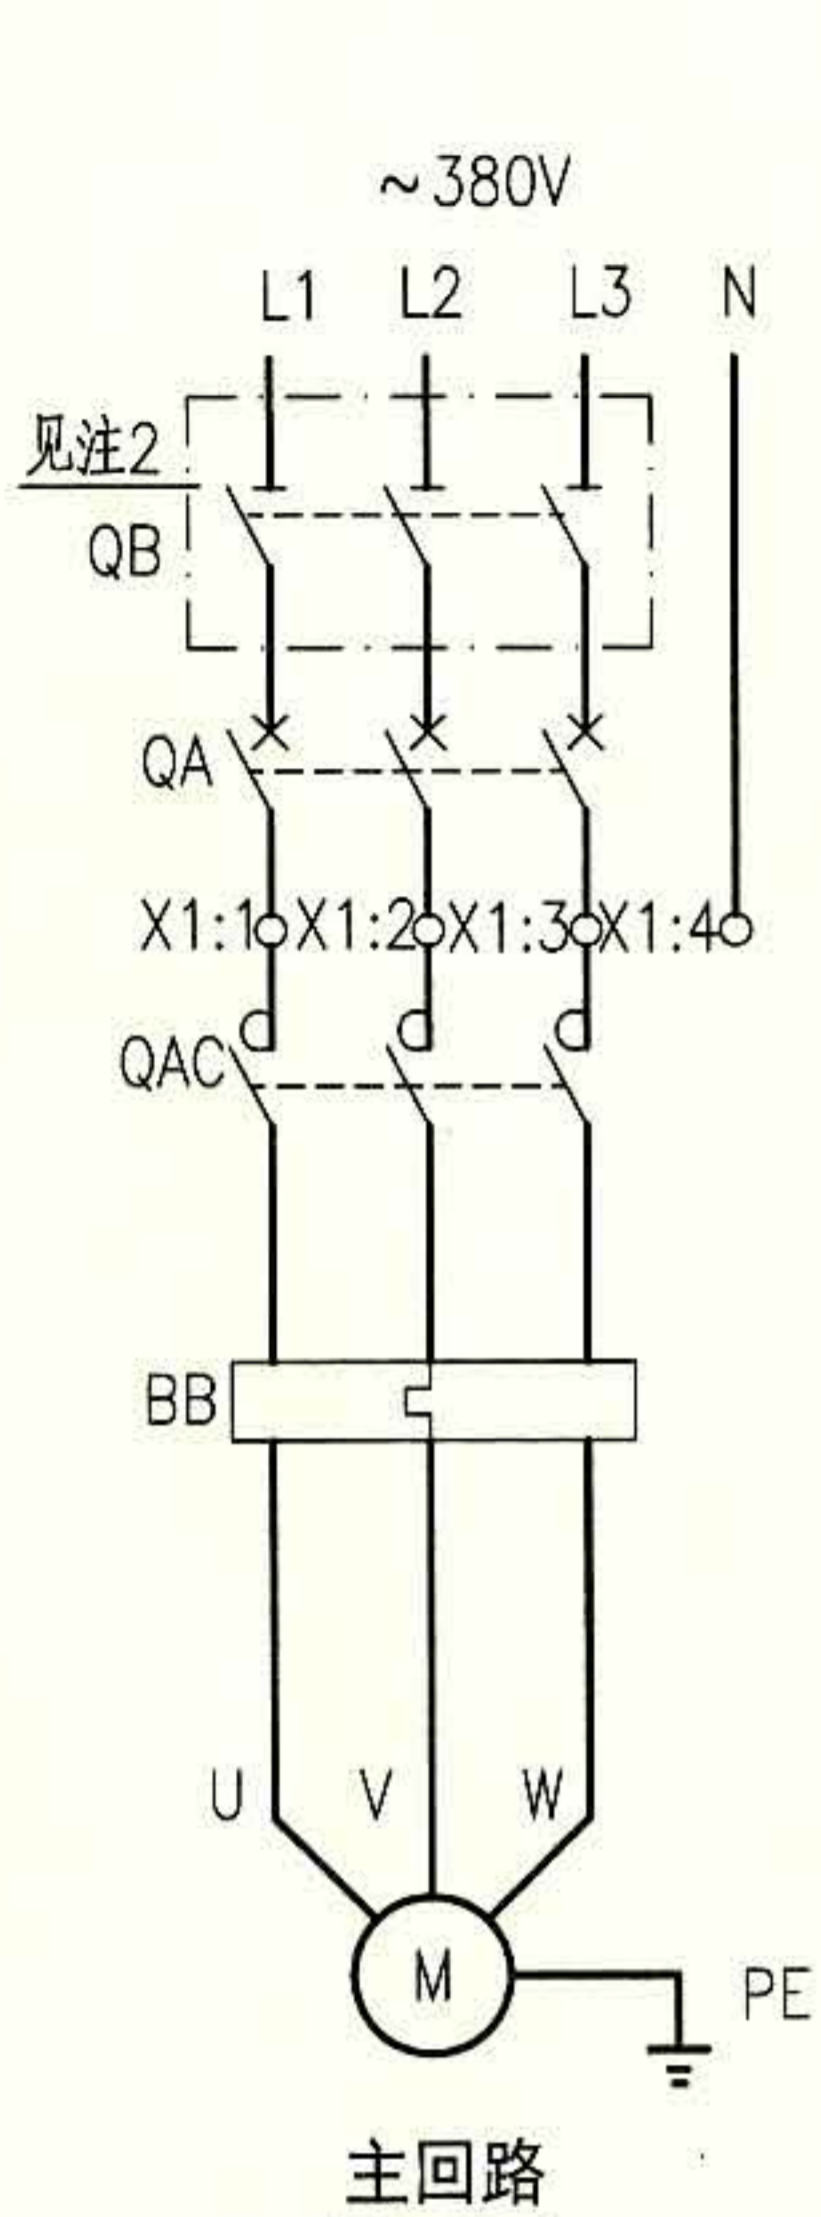 ~380V
L1 L2 L3 N
见注2
QB
QA
X1:1 X1:2 X1:3 X1:4
QAC
BB
U V W
M
PE
主回路